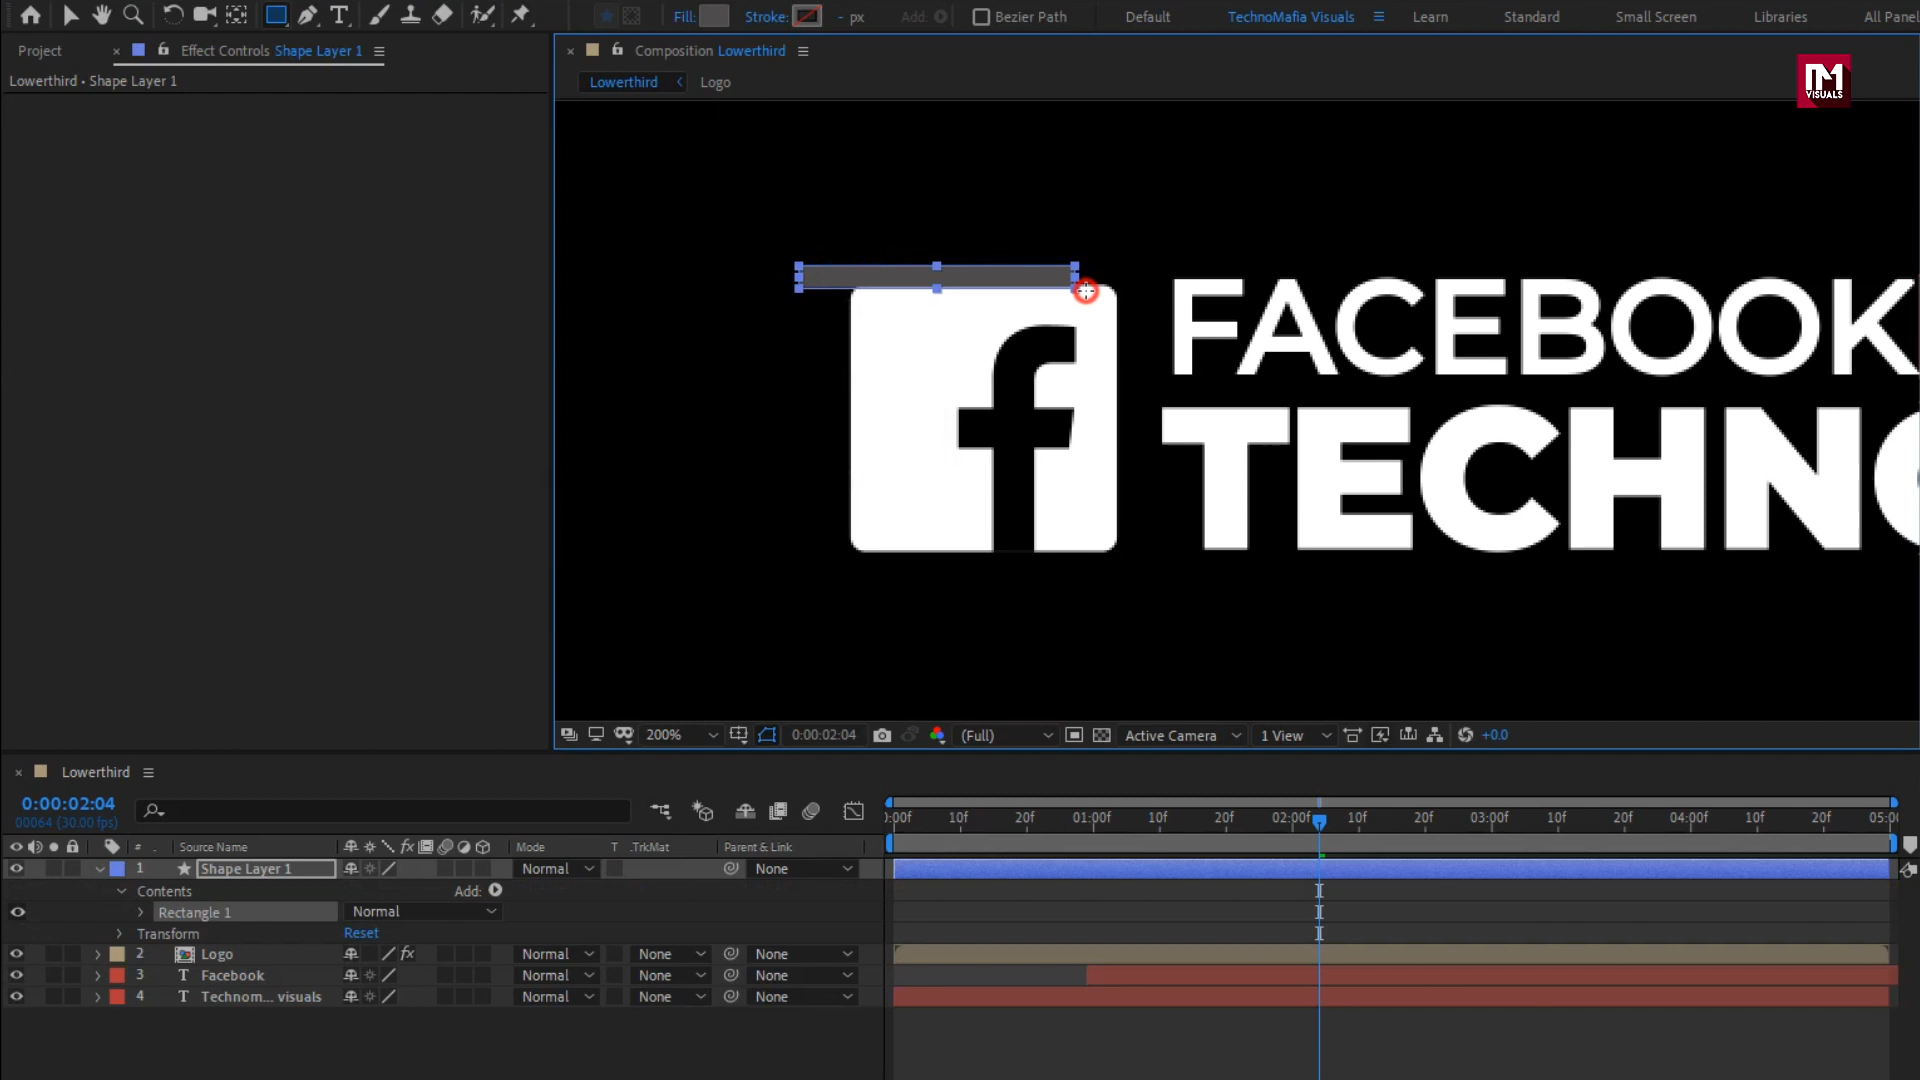 Fill: Stroke: - px Add: Bezier Path Default TechnoMafia Visuals Learn Standard Small Screen Libraries All Panel
Project Effect Controls Shape Layer 1 Composition Lowerthird
Lowerthird • Shape Layer 1
Lowerthird Logo
VISUALS
FACEBOOK
TECHNO
200% 0:00:02:04 (Full) Active Camera 1 View +0.0
Lowerthird
0:00:02:04
00064 (30.00 fps)
):00f 10f 20f 01:00f 10f 20f 02:00f 10f 20f 03:00f 10f 20f 04:00f 10f 20f 05:00
# Source Name Mode T .TrkMat Parent & Link
1 Shape Layer 1 Normal None
Contents Add:
Rectangle 1 Normal
Transform Reset
2 Logo fx Normal None None
3 T Facebook Normal None None
4 T Technom... visuals Normal None None